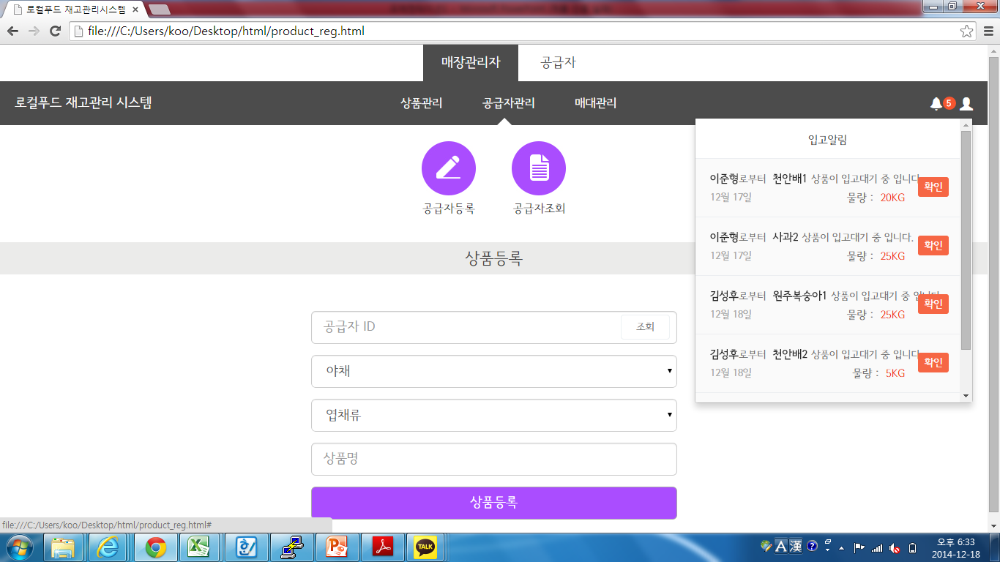 로컬푸드 재고관리시스템
file:///C:/Users/koo/Desktop/html/product_reg.html
매장관리자 공급자
로컬푸드 재고관리 시스템 상품관리 공급자관리 매대관리 5
공급자등록 공급자조회
입고알림
이준형로부터 천안배1 상품이 입고대기 중 입니다
12월 17일 물량 : 20KG 확인
이준형로부터 사과2 상품이 입고대기 중 입니다.
12월 17일 물량 : 25KG 확인
김성후로부터 원주복숭아1 상품이 입고대기 중 입니다
12월 18일 물량 : 25KG 확인
김성후로부터 천안배2 상품이 입고대기 중 입니다
12월 18일 물량 : 5KG 확인
상품등록
공급자 ID 조회
야채
엽채류
상품명
상품등록
file:///C:/Users/koo/Desktop/html/product_reg.html#
TALK
A 漢
오후 6:33
2014-12-18